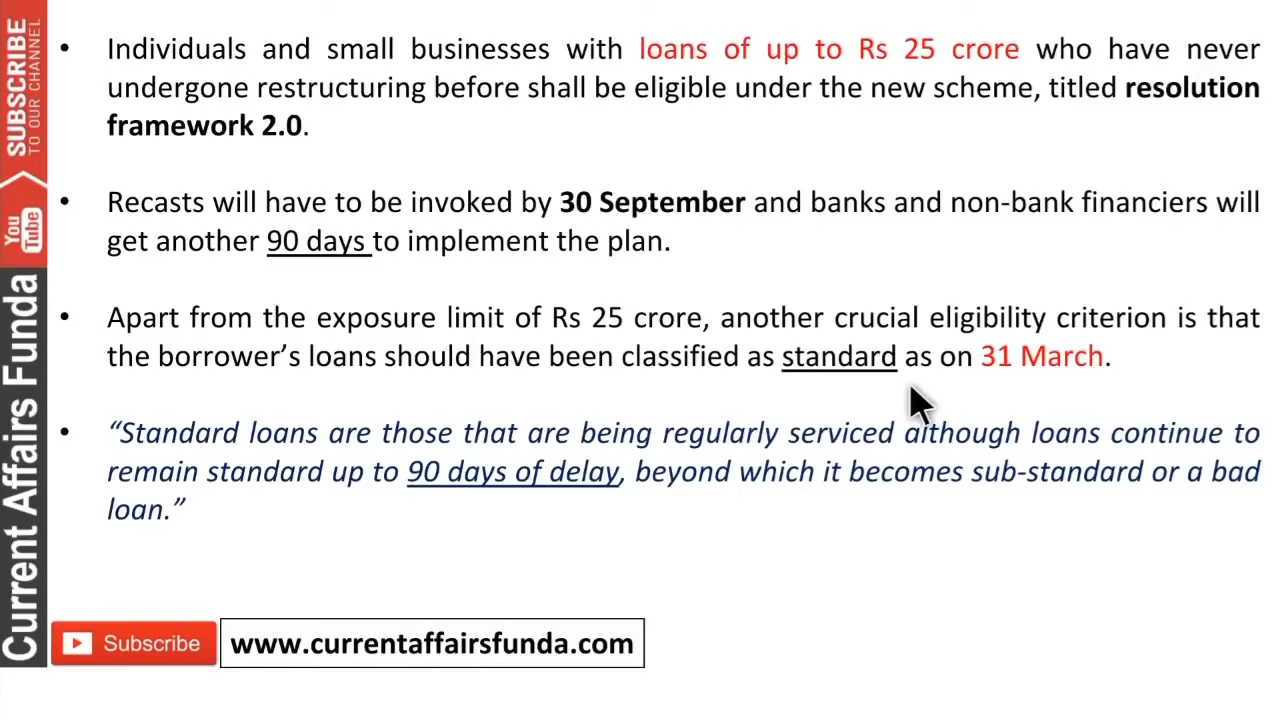 SUBSCRIBE
TO OUR CHANNEL
You
Tube
Current Affairs Funda
• Individuals and small businesses with loans of up to Rs 25 crore who have never
undergone restructuring before shall be eligible under the new scheme, titled resolution
framework 2.0.
• Recasts will have to be invoked by 30 September and banks and non-bank financiers will
get another 90 days to implement the plan.
• Apart from the exposure limit of Rs 25 crore, another crucial eligibility criterion is that
the borrower’s loans should have been classified as standard as on 31 March.
• “Standard loans are those that are being regularly serviced although loans continue to
remain standard up to 90 days of delay, beyond which it becomes sub-standard or a bad
loan.”
Subscribe
www.currentaffairsfunda.com